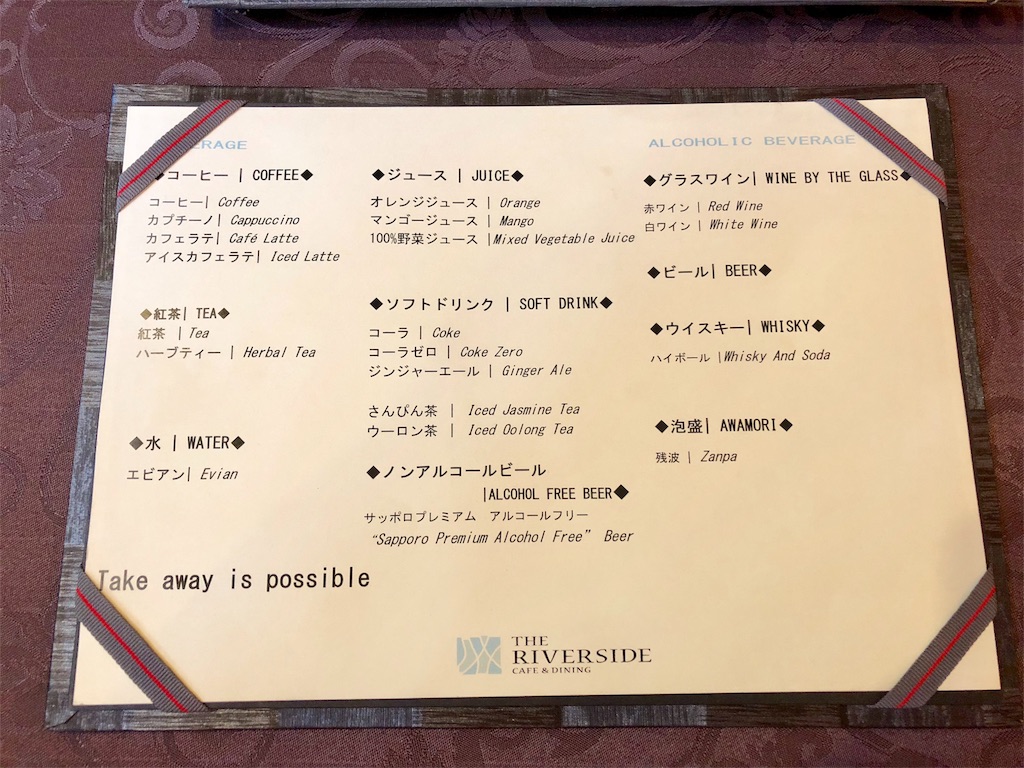 ERAGE
コーヒー | COFFEE◆
コーヒー| Coffee
カプチーノ| Cappuccino
カフェラテ| Café Latte
アイスカフェラテ| Iced Latte
◆紅茶| TEA◆
紅茶 | Tea
ハーブティー | Herbal Tea
◆水 | WATER◆
エビアン| Evian
◆ジュース | JUICE◆
オレンジジュース | Orange
マンゴージュース | Mango
100%野菜ジュース |Mixed Vegetable Juice
◆ソフトドリンク | SOFT DRINK◆
コーラ | Coke
コーラゼロ | Coke Zero
ジンジャーエール | Ginger Ale
さんぴん茶 | Iced Jasmine Tea
ウーロン茶 | Iced Oolong Tea
◆ノンアルコールビール
|ALCOHOL FREE BEER◆
サッポロプレミアム アルコールフリー
“Sapporo Premium Alcohol Free” Beer
ALCOHOLIC BEVERAGE
◆グラスワイン| WINE BY THE GLASS◆
赤ワイン | Red Wine
白ワイン | White Wine
◆ビール| BEER◆
◆ウイスキー| WHISKY◆
ハイボール |Whisky And Soda
◆泡盛| AWAMORI◆
残波 | Zanpa
Take away is possible
THE
RIVERSIDE
CAFE & DINING